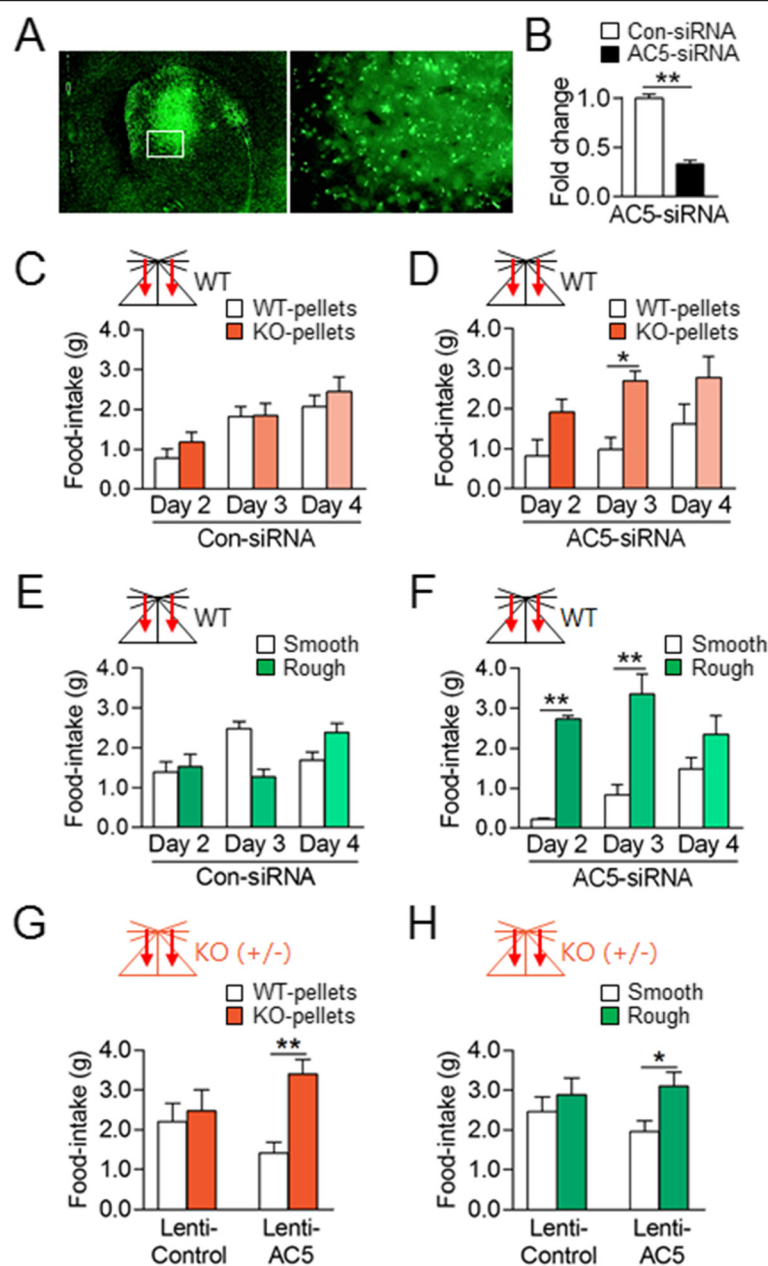 A
B
Con-siRNA
AC5-siRNA
**
Fold change
1.0
0.5
0.0
AC5-siRNA
C
WT
WT-pellets
KO-pellets
Food-intake (g)
4.0
3.0
2.0
1.0
0.0
Day 2 Day 3 Day 4
Con-siRNA
D
WT
WT-pellets
KO-pellets
Food-intake (g)
4.0
3.0
2.0
1.0
0.0
*
Day 2 Day 3 Day 4
AC5-siRNA
E
WT
Smooth
Rough
Food-intake (g)
4.0
3.0
2.0
1.0
0.0
Day 2 Day 3 Day 4
Con-siRNA
F
WT
Smooth
Rough
Food-intake (g)
4.0
3.0
2.0
1.0
0.0
** **
Day 2 Day 3 Day 4
AC5-siRNA
G
KO (+/-)
WT-pellets
KO-pellets
Food-intake (g)
4.0
3.0
2.0
1.0
0.0
**
Lenti- Lenti-
Control AC5
H
KO (+/-)
Smooth
Rough
Food-intake (g)
4.0
3.0
2.0
1.0
0.0
*
Lenti- Lenti-
Control AC5